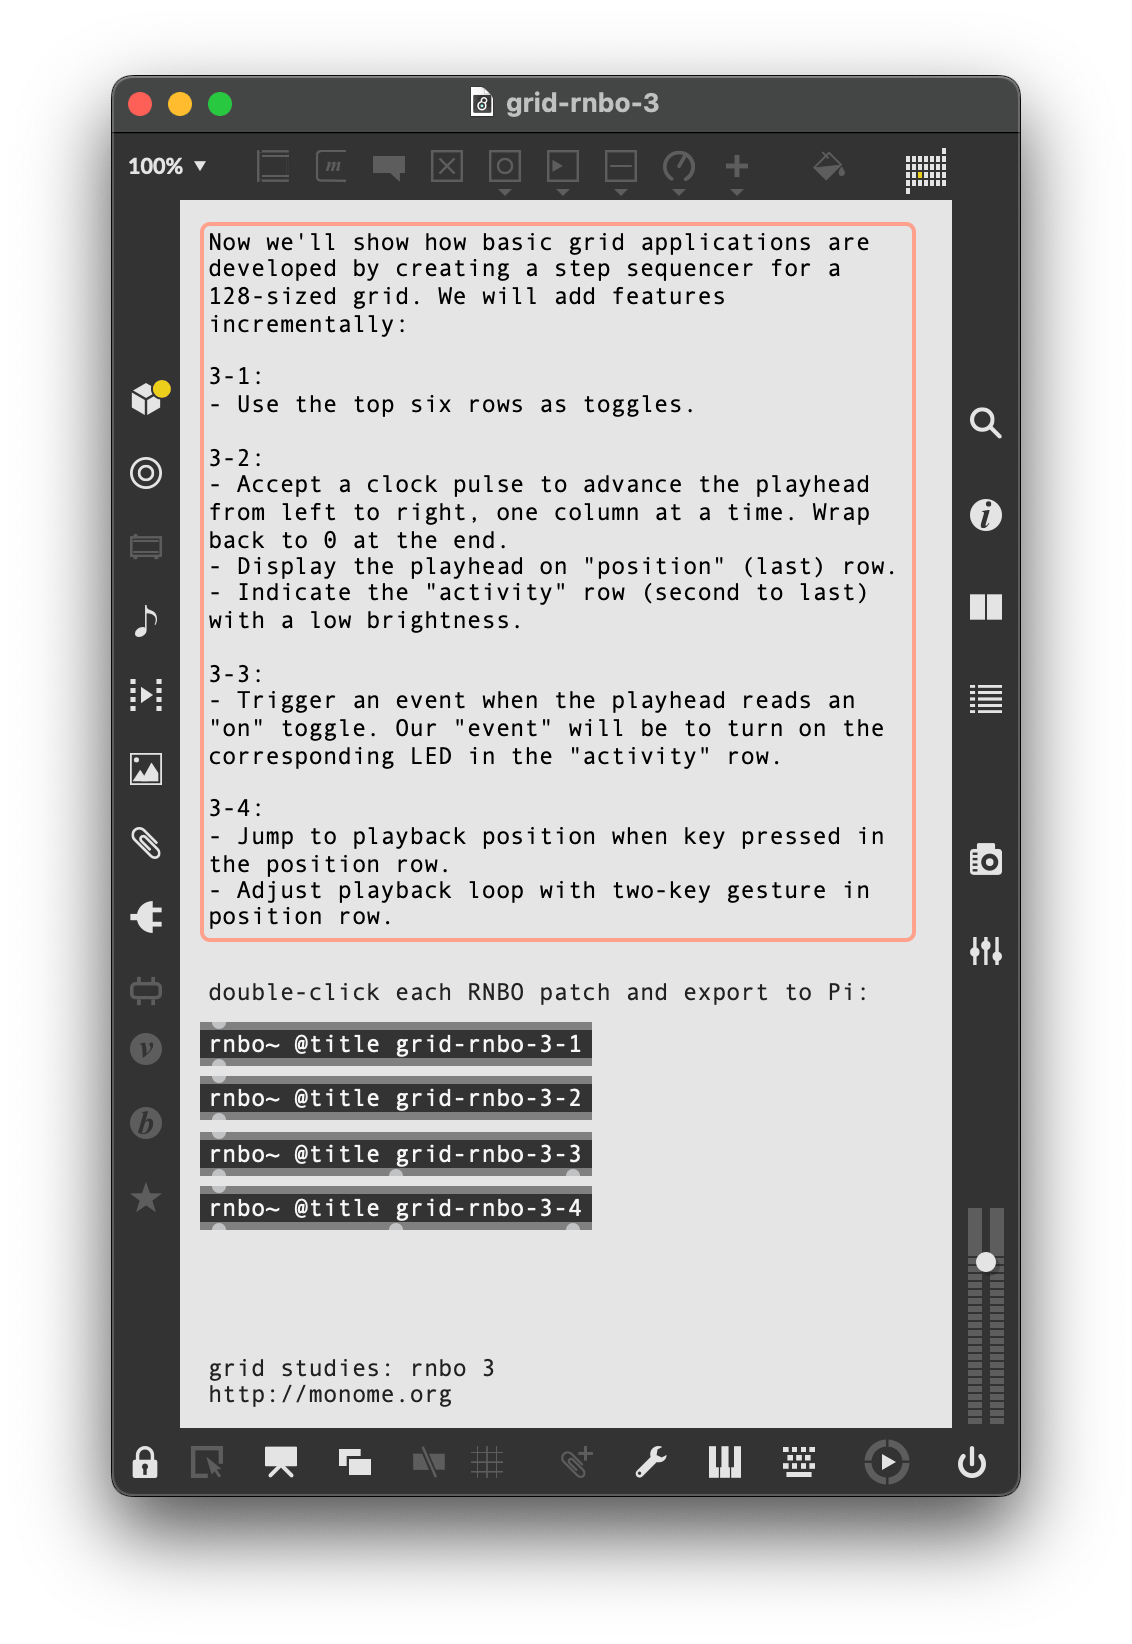 grid-rnbo-3
100%
Now we'll show how basic grid applications are
developed by creating a step sequencer for a
128-sized grid. We will add features
incrementally:
3-1:
- Use the top six rows as toggles.
3-2:
- Accept a clock pulse to advance the playhead
from left to right, one column at a time. Wrap
back to 0 at the end.
- Display the playhead on "position" (last) row.
- Indicate the "activity" row (second to last)
with a low brightness.
3-3:
- Trigger an event when the playhead reads an
"on" toggle. Our "event" will be to turn on the
corresponding LED in the "activity" row.
3-4:
- Jump to playback position when key pressed in
the position row.
- Adjust playback loop with two-key gesture in
position row.
double-click each RNBO patch and export to Pi:
rnbo~ @title grid-rnbo-3-1
rnbo~ @title grid-rnbo-3-2
rnbo~ @title grid-rnbo-3-3
rnbo~ @title grid-rnbo-3-4
grid studies: rnbo 3
http://monome.org